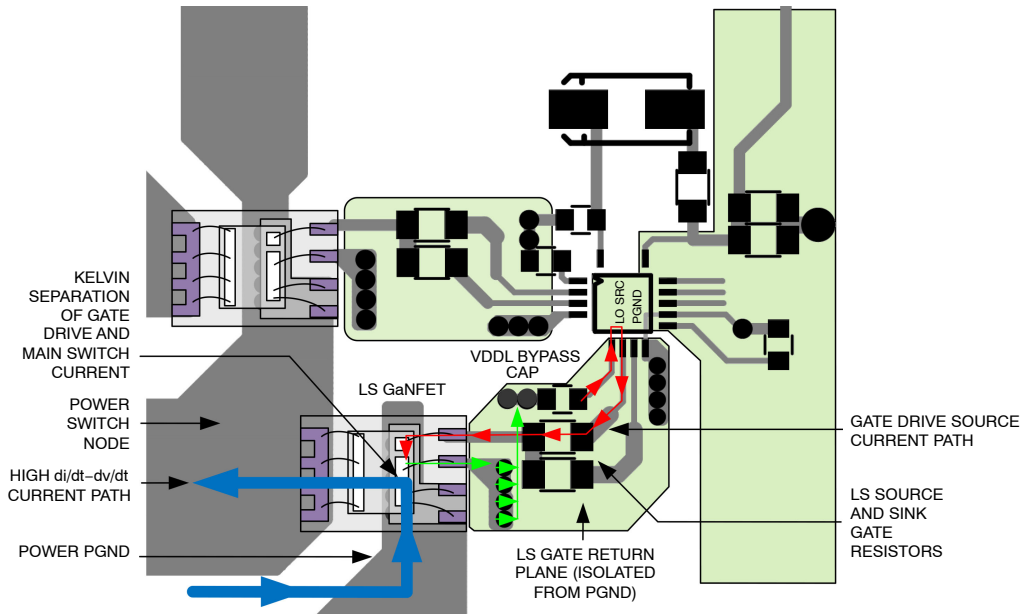 LO SRC
PGND
KELVIN
SEPARATION
OF GATE
DRIVE AND
MAIN SWITCH
CURRENT
VDDL BYPASS
CAP
LS GaNFET
POWER
SWITCH
NODE
GATE DRIVE SOURCE
CURRENT PATH
HIGH di/dt–dv/dt
CURRENT PATH
LS SOURCE
AND SINK
GATE
RESISTORS
POWER PGND
LS GATE RETURN
PLANE (ISOLATED
FROM PGND)